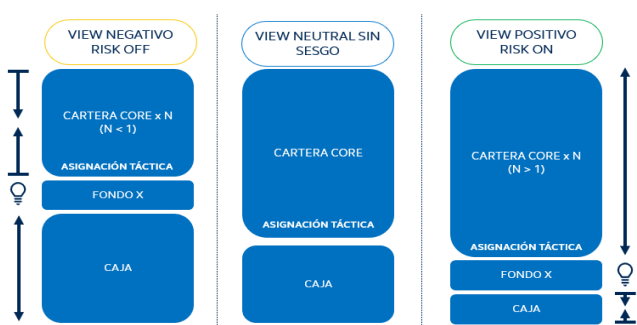 VIEW NEGATIVO
RISK OFF
CARTERA CORE x N
(N < 1)
ASIGNACIÓN TÁCTICA
FONDO X
CAJA
VIEW NEUTRAL SIN
SESGO
CARTERA CORE
ASIGNACIÓN TÁCTICA
CAJA
VIEW POSITIVO
RISK ON
CARTERA CORE x N
(N > 1)
ASIGNACIÓN TÁCTICA
FONDO X
CAJA